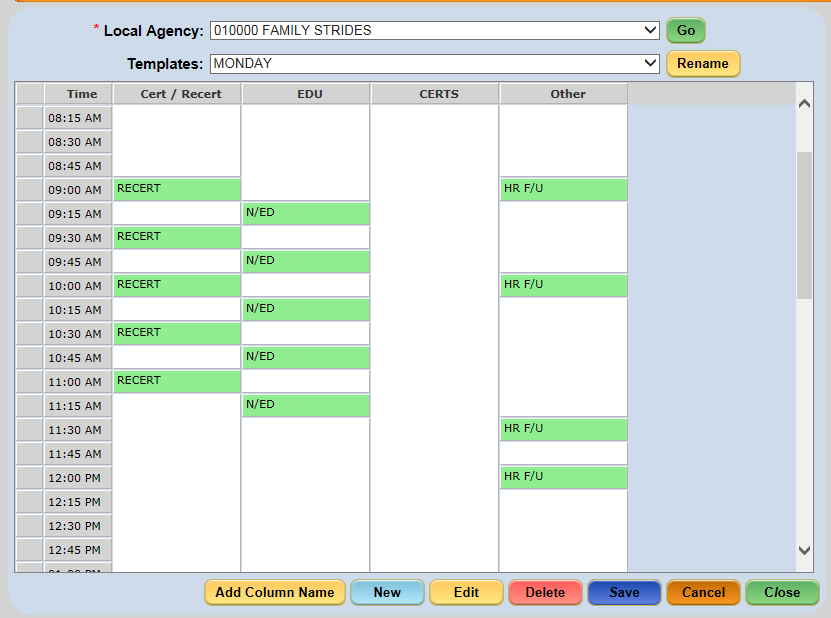 * Local Agency: 010000 FAMILY STRIDES Go
Templates: MONDAY Rename
Time Cert / Recert EDU CERTS Other
08:15 AM
08:30 AM
08:45 AM
09:00 AM RECERT HR F/U
09:15 AM N/ED
09:30 AM RECERT
09:45 AM N/ED
10:00 AM RECERT HR F/U
10:15 AM N/ED
10:30 AM RECERT
10:45 AM N/ED
11:00 AM RECERT
11:15 AM N/ED
11:30 AM HR F/U
11:45 AM
12:00 PM HR F/U
12:15 PM
12:30 PM
12:45 PM
01:00 PM
Add Column Name New Edit Delete Save Cancel Close